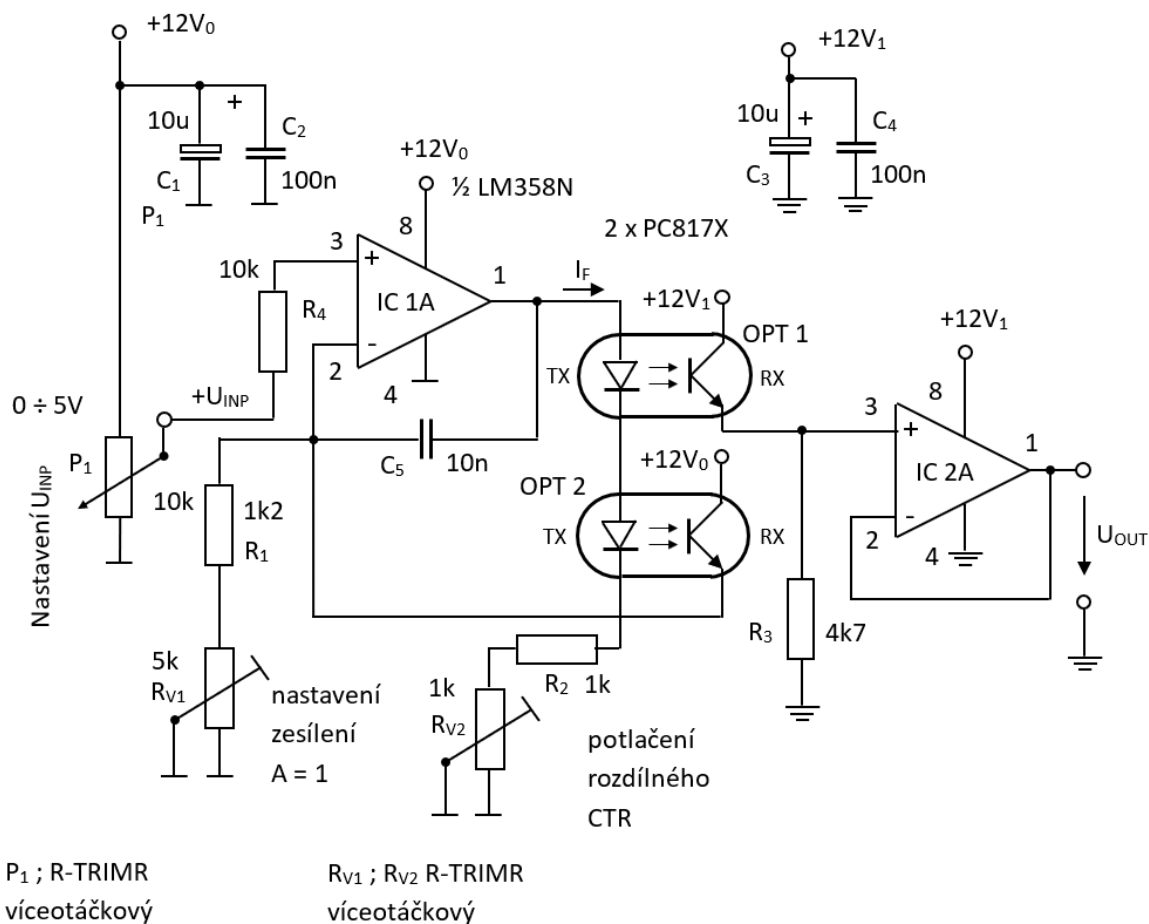 +12V₀
+12V₁
10u
+
C₂
C₁
100n
P₁
10u
+
C₄
C₃
100n
+12V₀
½ LM358N
8
3
+
IC 1A
1
-
2
4
10k
R₄
I_F
2 x PC817X
+12V₁
OPT 1
TX
RX
+12V₁
8
3
+
IC 2A
1
-
2
4
U_OUT
0 ÷ 5V
+U_INP
P₁
10k
Nastavení U_INP
1k2
R₁
C₅
10n
+12V₀
OPT 2
TX
RX
R₃
4k7
5k
R_V1
nastavení
zesílení
A = 1
R₂
1k
1k
R_V2
potlačení
rozdílného
CTR
P₁ ; R-TRIMR
víceotáčkový
R_V1 ; R_V2 R-TRIMR
víceotáčkový